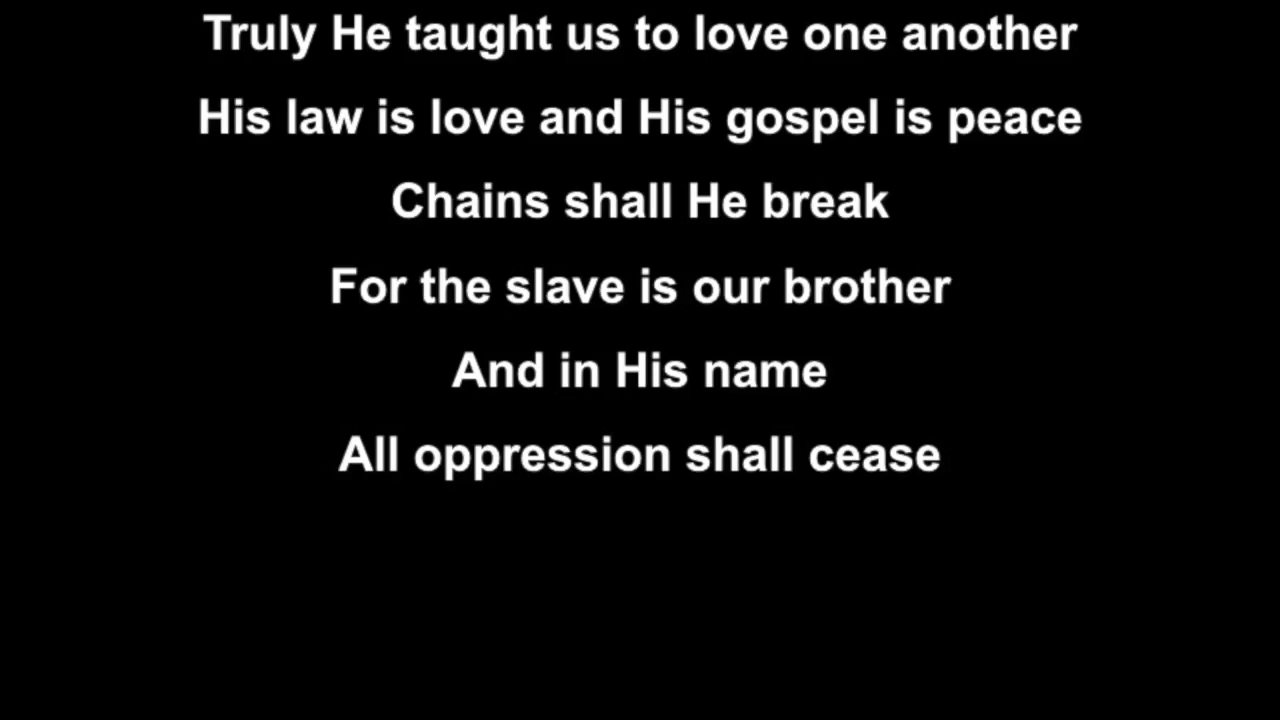 Truly He taught us to love one another
His law is love and His gospel is peace
Chains shall He break
For the slave is our brother
And in His name
All oppression shall cease